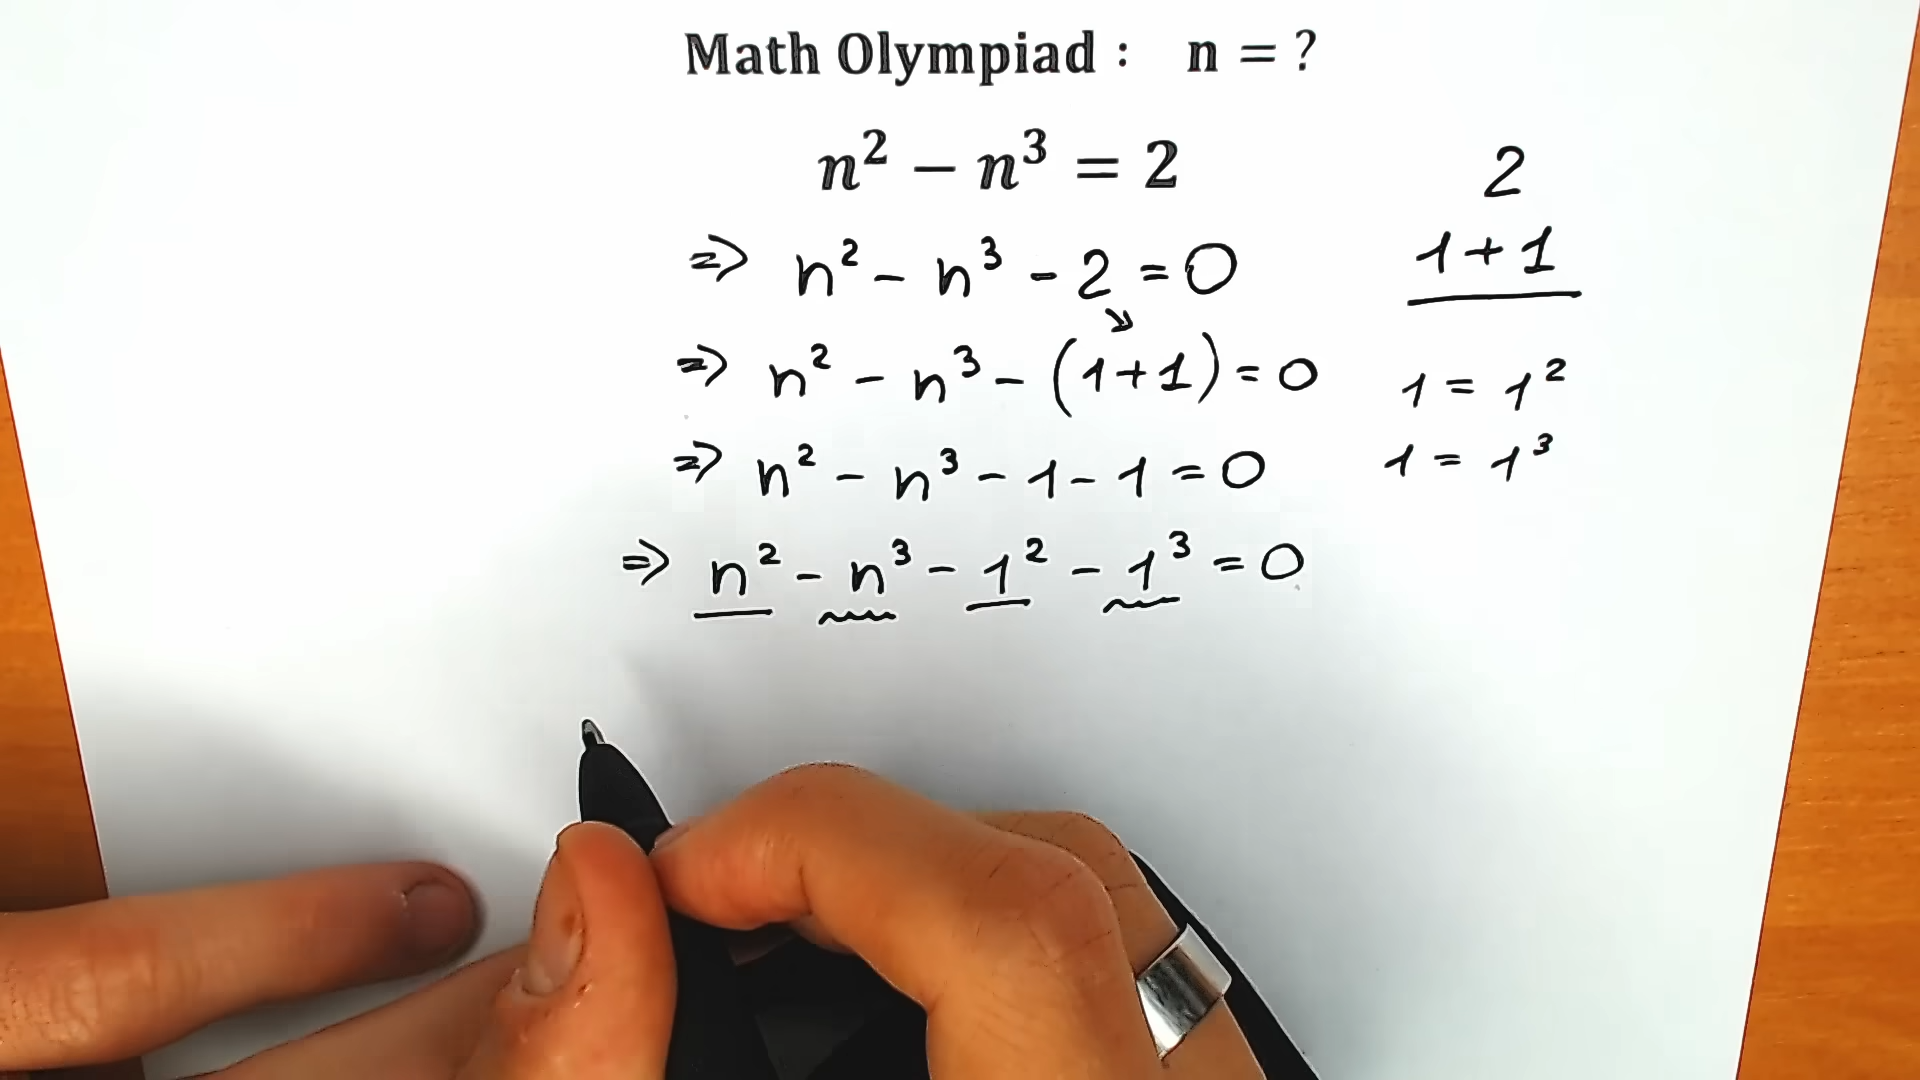 Math Olympiad : n = ?
n² − n³ = 2
2
⇒ n² − n³ − 2 = 0
1 + 1
⇒ n² − n³ − (1 + 1) = 0
1 = 1²
⇒ n² − n³ − 1 − 1 = 0
1 = 1³
⇒ n² − n³ − 1² − 1³ = 0